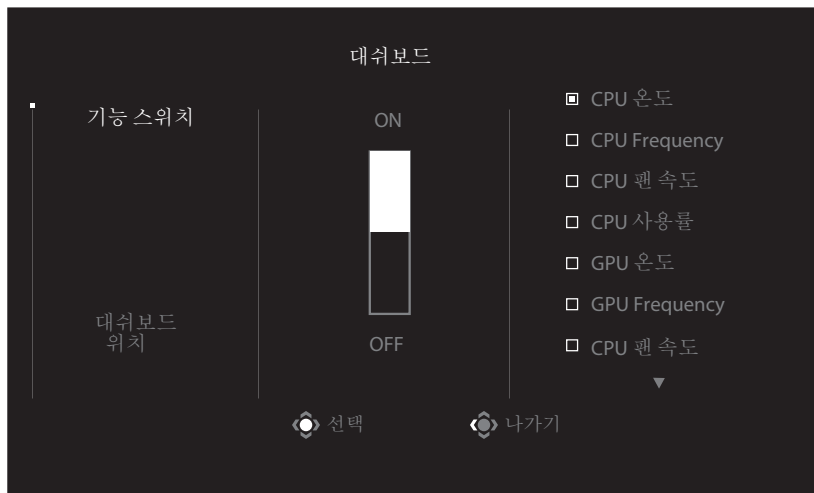 대쉬보드
기능 스위치
대쉬보드
위치
ON
OFF
CPU 온도
CPU Frequency
CPU 팬 속도
CPU 사용률
GPU 온도
GPU Frequency
CPU 팬 속도
선택
나가기